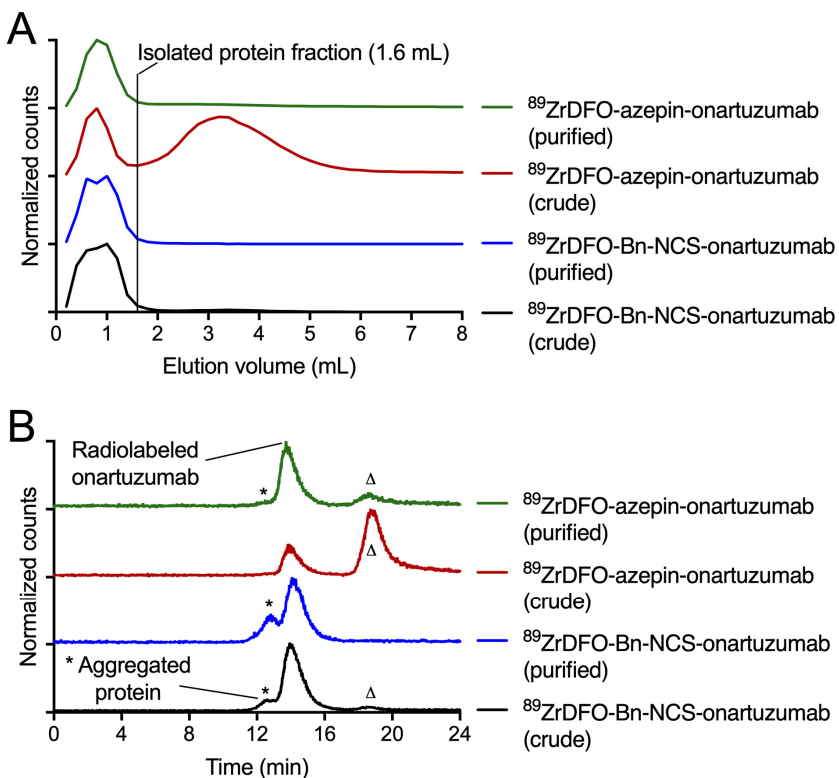 A
Isolated protein fraction (1.6 mL)
Normalized counts
⁸⁹ZrDFO-azepin-onartuzumab
(purified)
⁸⁹ZrDFO-azepin-onartuzumab
(crude)
⁸⁹ZrDFO-Bn-NCS-onartuzumab
(purified)
⁸⁹ZrDFO-Bn-NCS-onartuzumab
(crude)
0 1 2 3 4 5 6 7 8
Elution volume (mL)
B
Radiolabeled
onartuzumab
* Δ
Δ
*
* Aggregated
protein
* Δ
Normalized counts
⁸⁹ZrDFO-azepin-onartuzumab
(purified)
⁸⁹ZrDFO-azepin-onartuzumab
(crude)
⁸⁹ZrDFO-Bn-NCS-onartuzumab
(purified)
⁸⁹ZrDFO-Bn-NCS-onartuzumab
(crude)
0 4 8 12 16 20 24
Time (min)